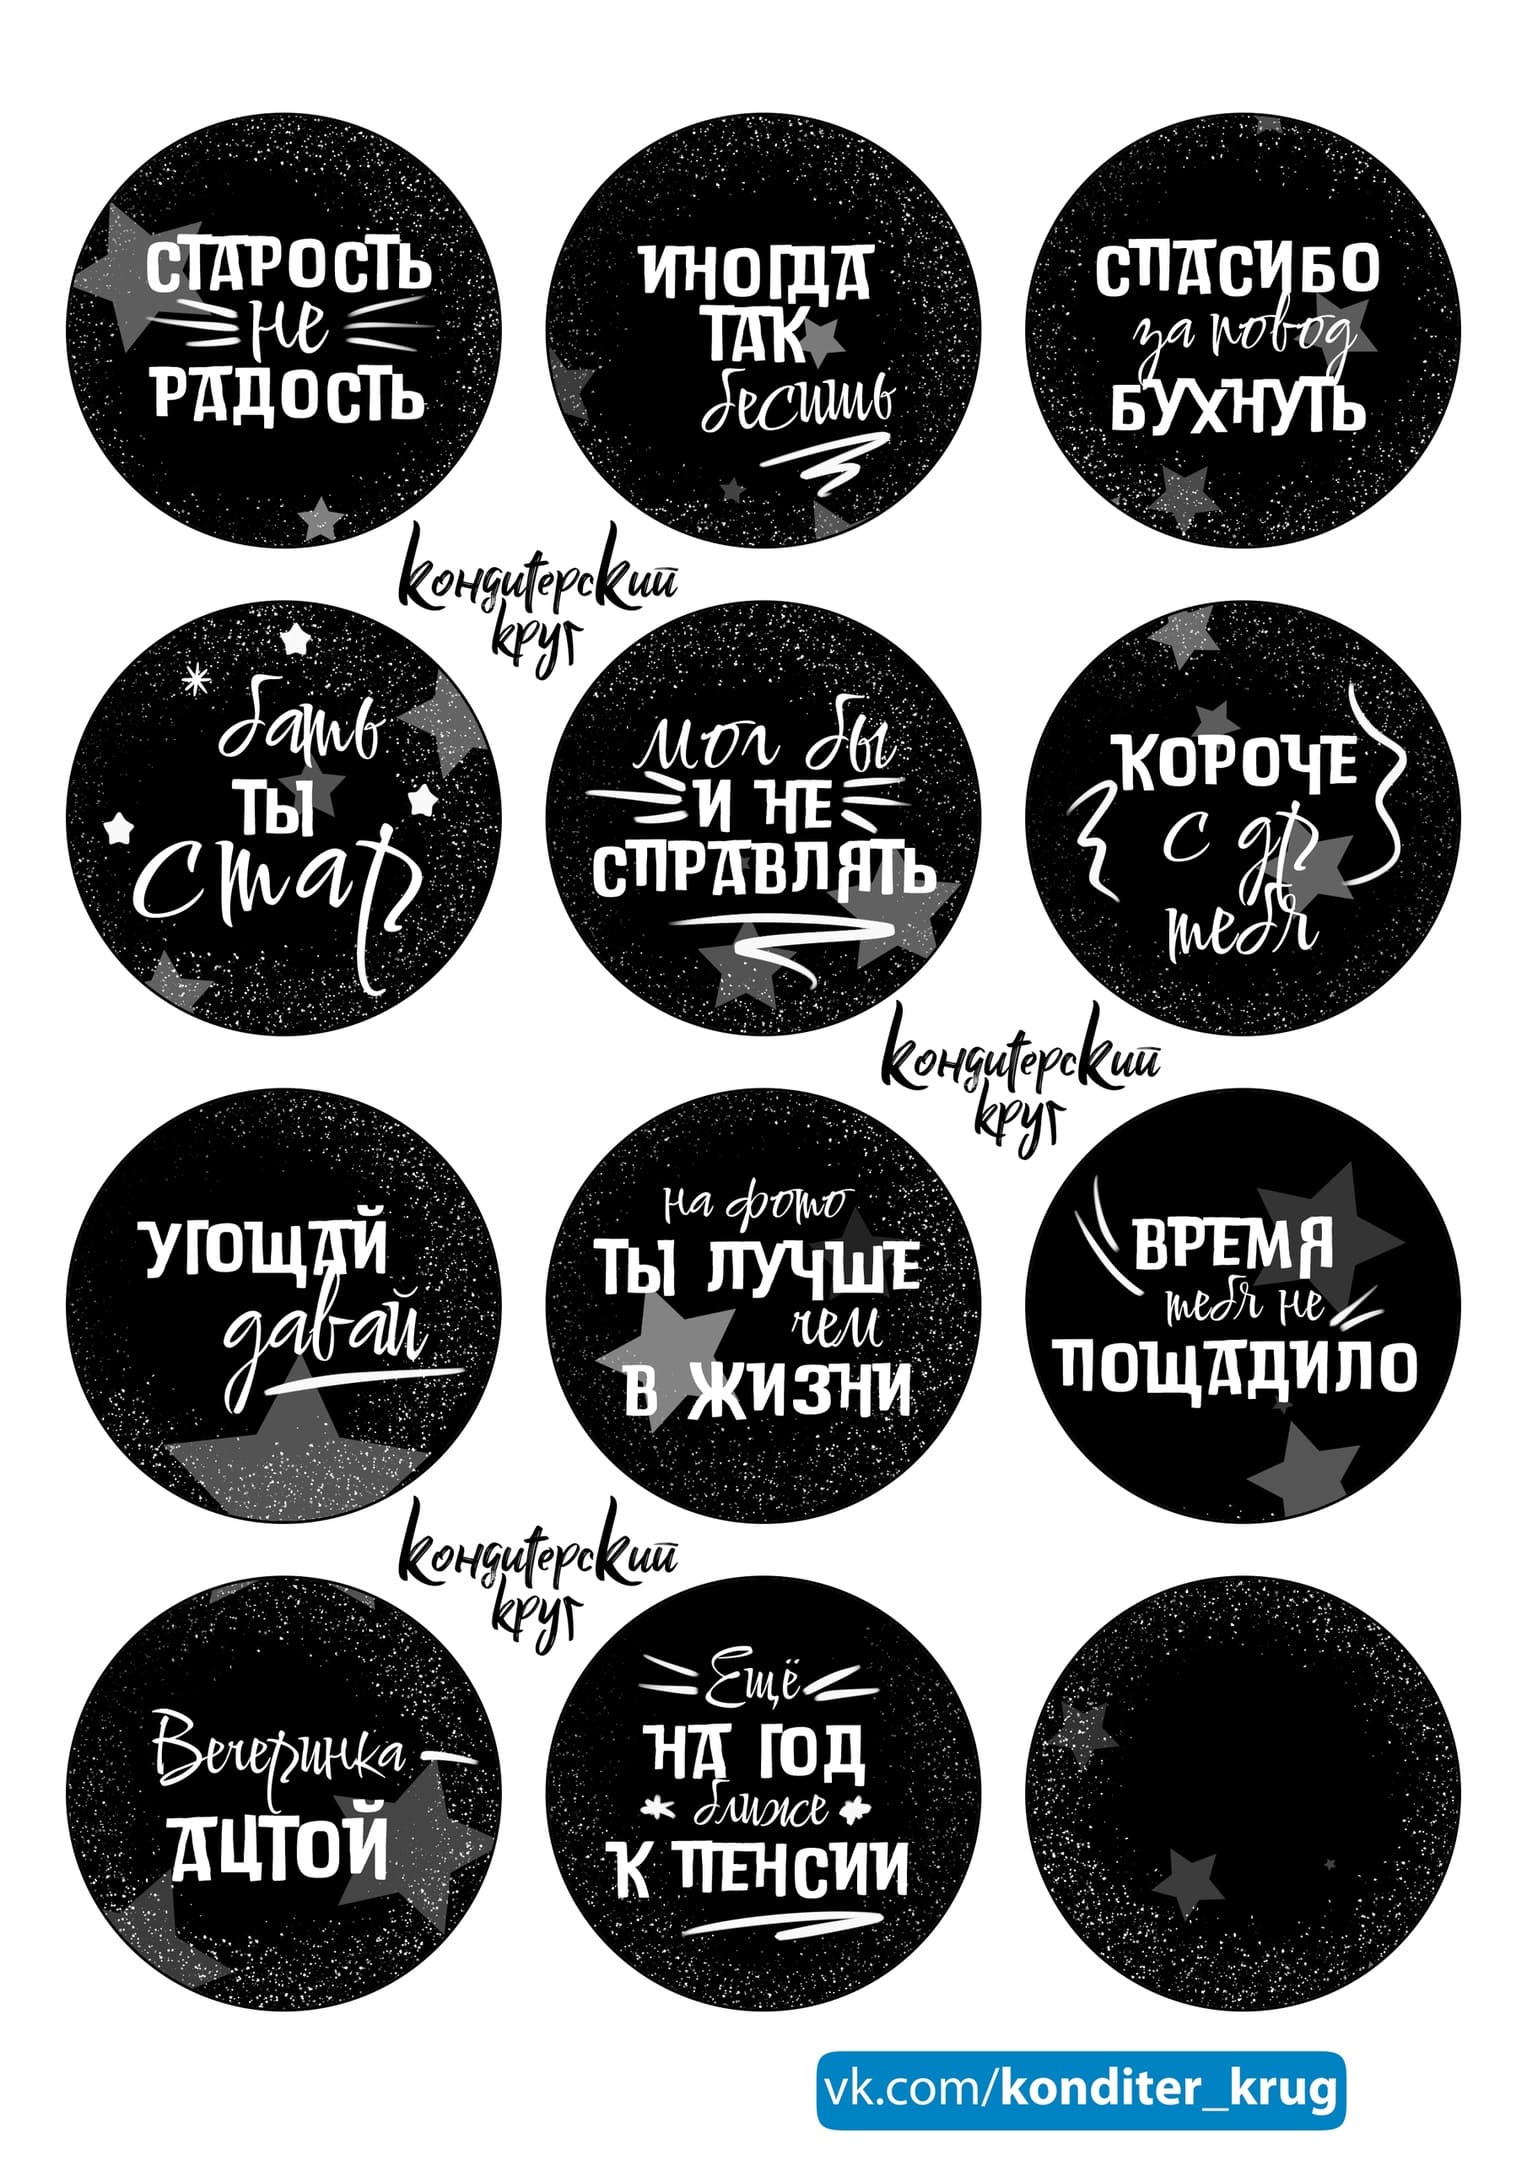 СТАРОСТЬ
не
РАДОСТЬ
ИНОГДА
ТАК
бесишь
СПАСИБО
за повод
БУХНУТЬ
кондитерский
круг
бать
ТЫ
стар
мог бы
И НЕ
СПРАВЛЯТЬ
КОРОЧЕ
с др
тебя
кондитерский
круг
УГОЩАЙ
давай
на фото
ТЫ ЛУЧШЕ
чем
В ЖИЗНИ
ВРЕМЯ
тебя не
ПОЩАДИЛО
кондитерский
круг
Вечеринка –
АЦТОЙ
Ещё
НА ГОД
ближе
К ПЕНСИИ
vk.com/konditer_krug